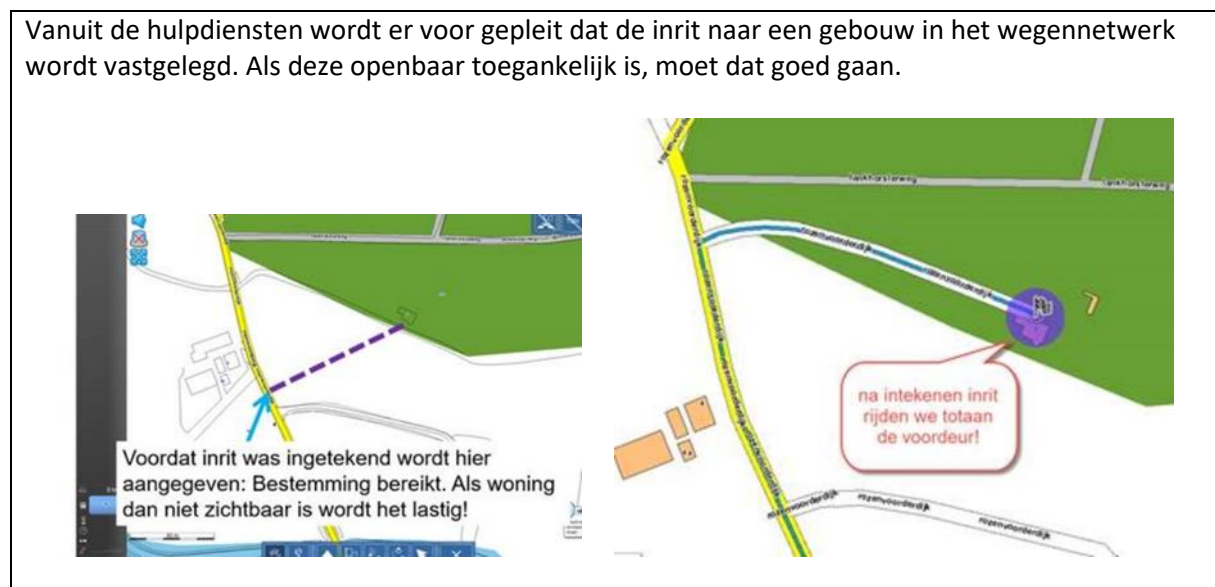 Vanuit de hulpdiensten wordt er voor gepleit dat de inrit naar een gebouw in het wegennetwerk
wordt vastgelegd. Als deze openbaar toegankelijk is, moet dat goed gaan.
Voordat inrit was ingetekend wordt hier
aangegeven: Bestemming bereikt. Als woning
dan niet zichtbaar is wordt het lastig!
na intekenen inrit
rijden we totaan
de voordeur!
rozenvoorderdijk
rozenvoorderdijk